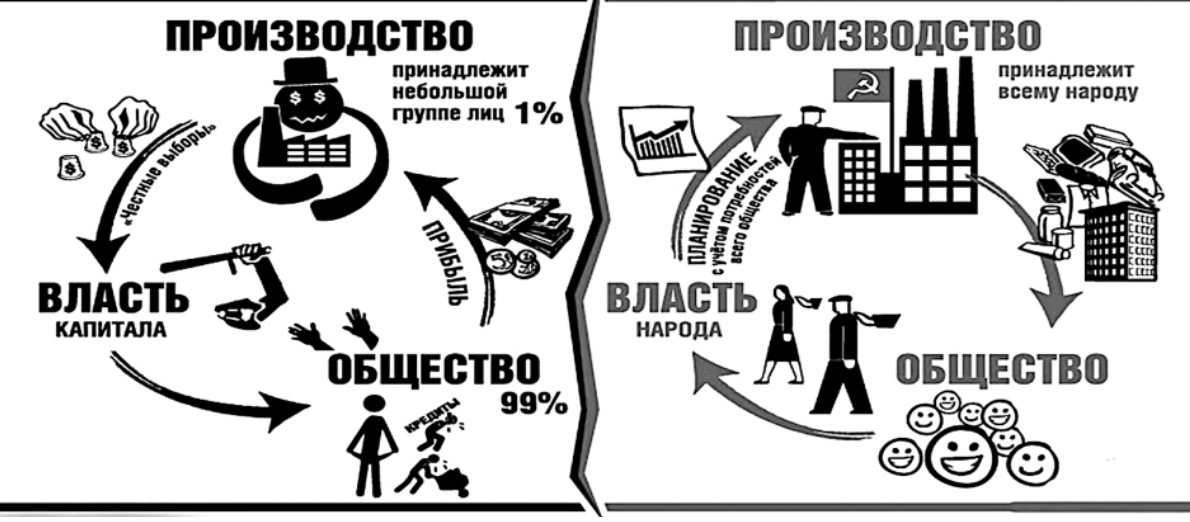 ПРОИЗВОДСТВО
принадлежит
небольшой
группе лиц 1%
$ $
$
$
$
«Честные выборы»
ПРИБЫЛЬ
ВЛАСТЬ
КАПИТАЛА
ОБЩЕСТВО
99%
КРЕДИТЫ
ПРОИЗВОДСТВО
принадлежит
всему народу
ПЛАНИРОВАНИЕ
с учётом потребностей
всего общества
ВЛАСТЬ
НАРОДА
ОБЩЕСТВО